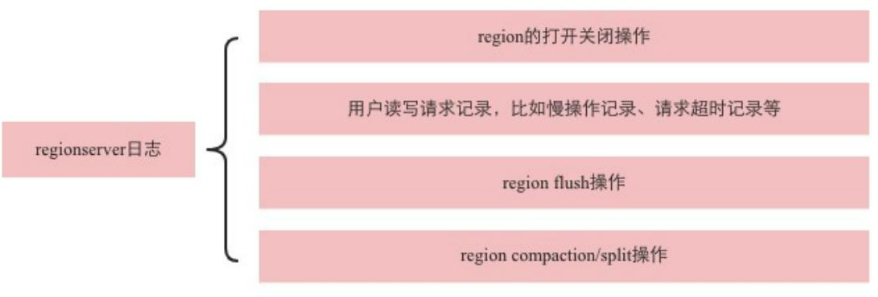 region的打开关闭操作
用户读写请求记录，比如慢操作记录、请求超时记录等
regionserver日志
region flush操作
region compaction/split操作